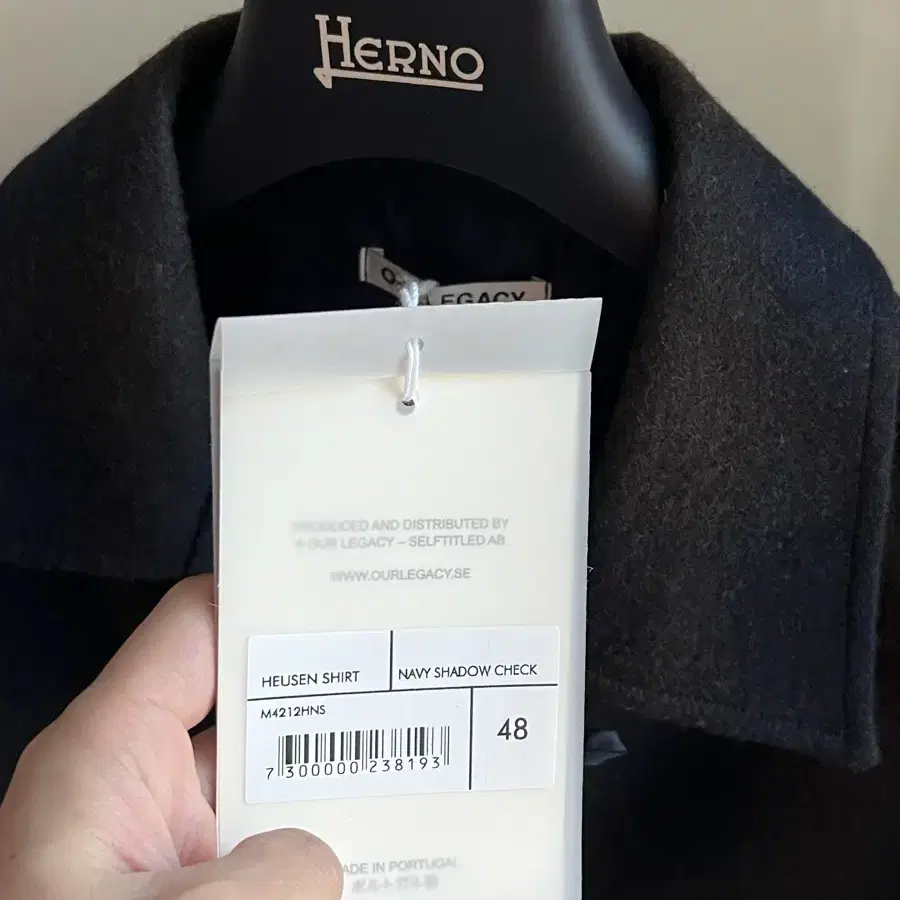 HERNO
LEGACY
PRODUCED AND DISTRIBUTED BY
OUR LEGACY – SELFTITLED AB
WWW.OURLEGACY.SE
HEUSEN SHIRT
NAVY SHADOW CHECK
M4212HNS
48
7 300000 238193
MADE IN PORTUGAL